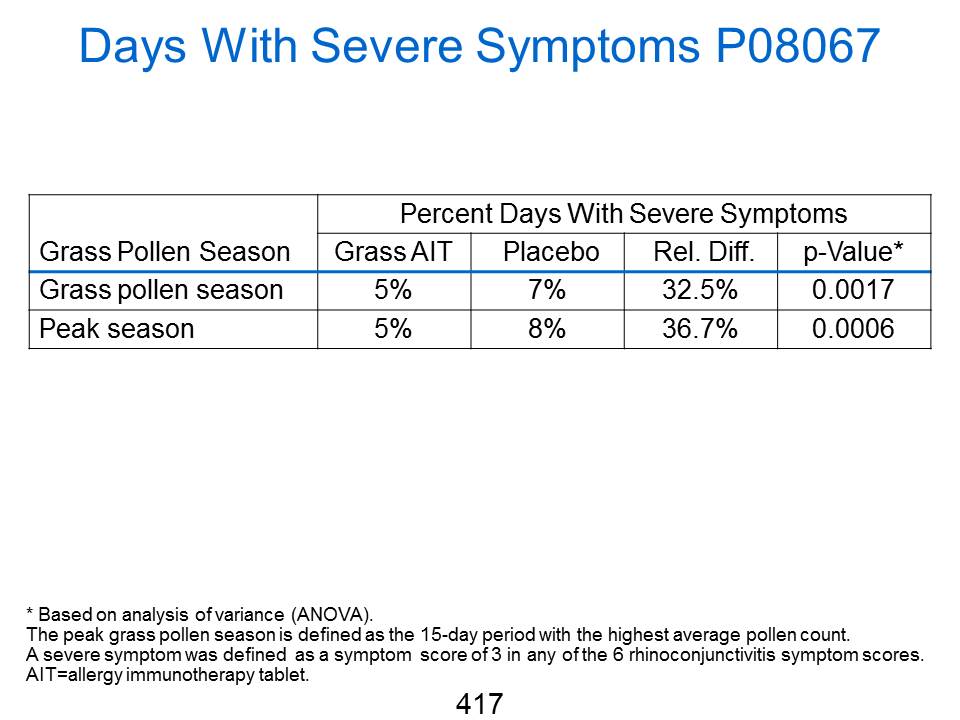 Days With Severe Symptoms P08067
Percent Days With Severe Symptoms
Grass Pollen Season Grass AIT Placebo Rel. Diff. p-Value*
Grass pollen season 5% 7% 32.5% 0.0017
Peak season 5% 8% 36.7% 0.0006
* Based on analysis of variance (ANOVA).
The peak grass pollen season is defined as the 15-day period with the highest average pollen count.
A severe symptom was defined as a symptom score of 3 in any of the 6 rhinoconjunctivitis symptom scores.
AIT=allergy immunotherapy tablet.
417